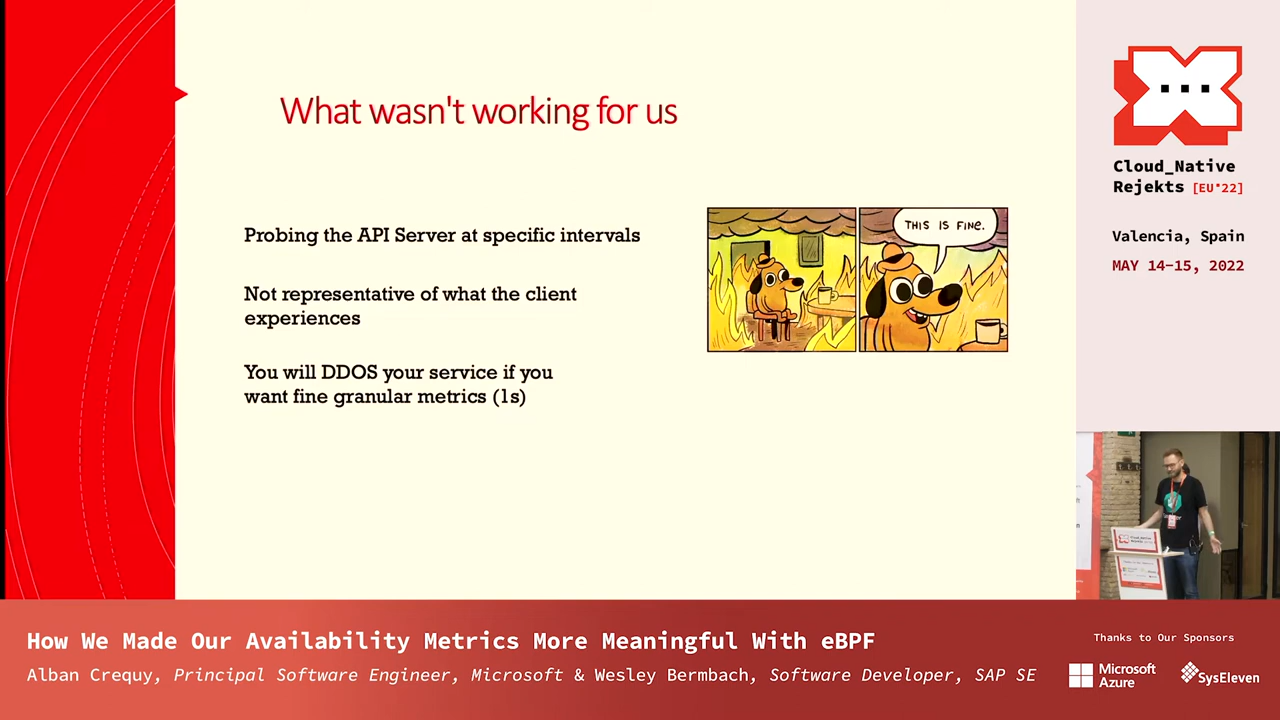 What wasn't working for us
Probing the API Server at specific intervals
Not representative of what the client
experiences
You will DDOS your service if you
want fine granular metrics (1s)
THIS IS FINE.
Cloud_Native
Rejekts [EU*22]
Valencia, Spain
MAY 14-15, 2022
How We Made Our Availability Metrics More Meaningful With eBPF
Alban Crequy, Principal Software Engineer, Microsoft & Wesley Bermbach, Software Developer, SAP SE
Thanks to Our Sponsors
Microsoft
Azure
SysEleven